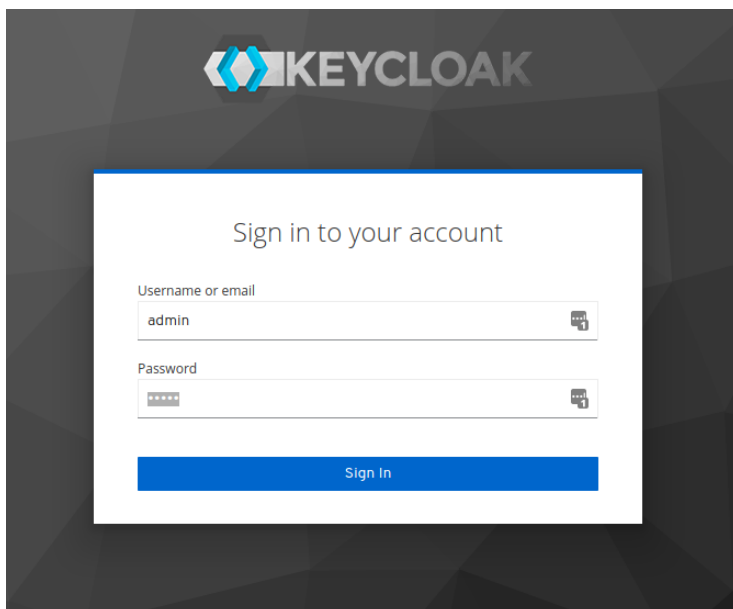 KEYCLOAK
Sign in to your account
Username or email
admin
Password
•••••
Sign In